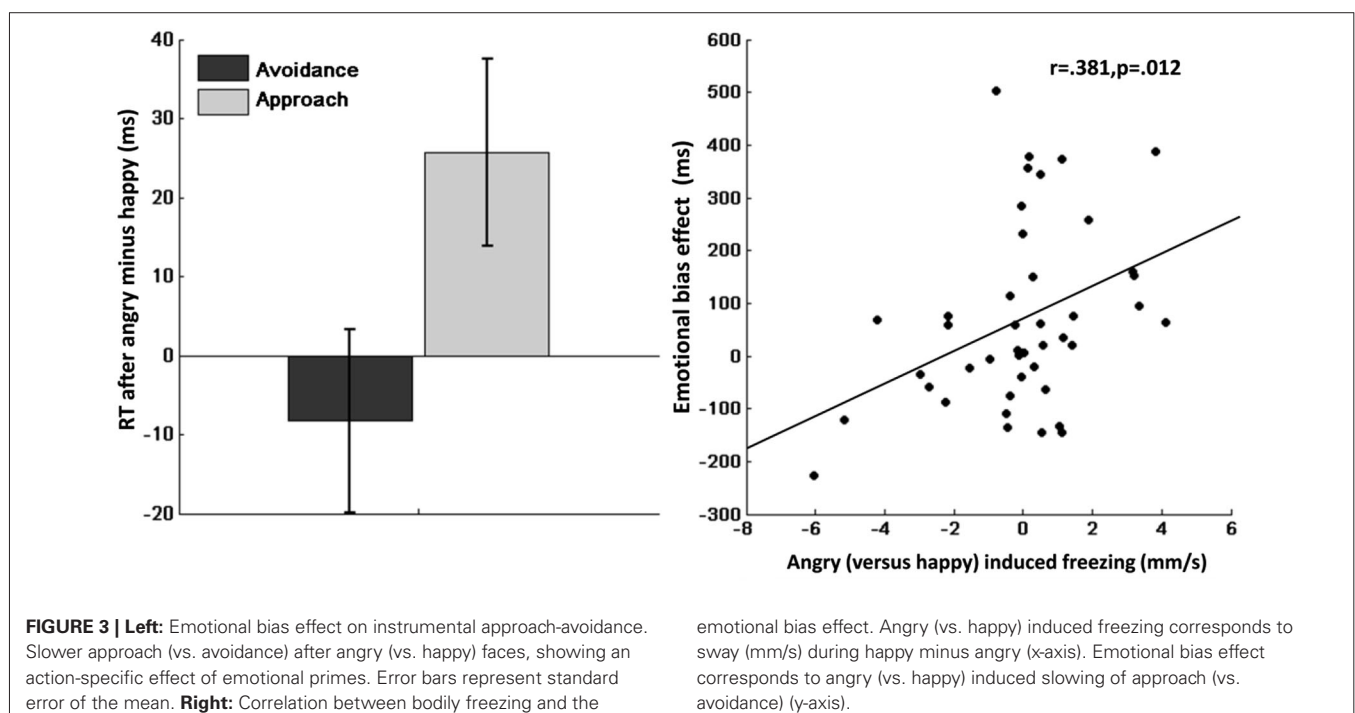 40
30
20
10
0
-10
-20
RT after angry minus happy (ms)
Avoidance
Approach
600
500
400
300
200
100
0
-100
-200
-300
Emotional bias effect (ms)
r=.381,p=.012
-8 -6 -4 -2 0 2 4 6
Angry (versus happy) induced freezing (mm/s)
FIGURE 3 | Left: Emotional bias effect on instrumental approach-avoidance.
Slower approach (vs. avoidance) after angry (vs. happy) faces, showing an
action-specific effect of emotional primes. Error bars represent standard
error of the mean. Right: Correlation between bodily freezing and the
emotional bias effect. Angry (vs. happy) induced freezing corresponds to
sway (mm/s) during happy minus angry (x-axis). Emotional bias effect
corresponds to angry (vs. happy) induced slowing of approach (vs.
avoidance) (y-axis).